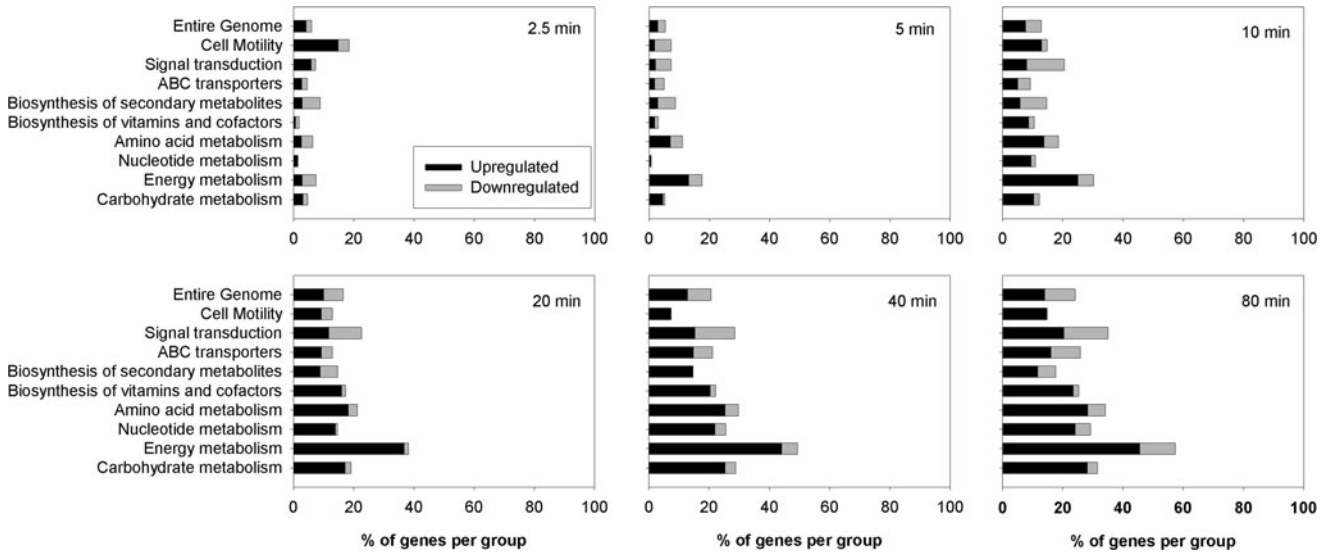 2.5 min
Entire Genome
Cell Motility
Signal transduction
ABC transporters
Biosynthesis of secondary metabolites
Biosynthesis of vitamins and cofactors
Amino acid metabolism
Nucleotide metabolism
Energy metabolism
Carbohydrate metabolism
Upregulated
Downregulated
0 20 40 60 80 100
5 min
0 20 40 60 80 100
10 min
0 20 40 60 80 100
20 min
Entire Genome
Cell Motility
Signal transduction
ABC transporters
Biosynthesis of secondary metabolites
Biosynthesis of vitamins and cofactors
Amino acid metabolism
Nucleotide metabolism
Energy metabolism
Carbohydrate metabolism
0 20 40 60 80 100
% of genes per group
40 min
0 20 40 60 80 100
% of genes per group
80 min
0 20 40 60 80 100
% of genes per group